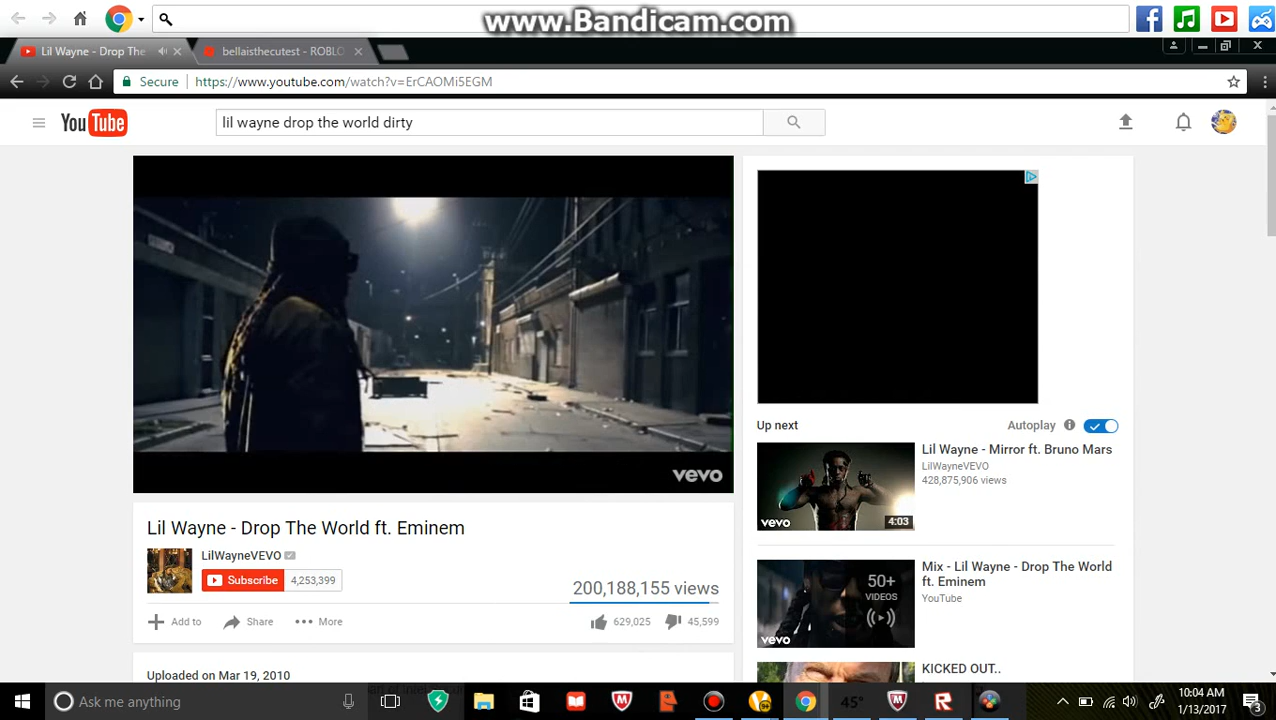 www.Bandicam.com
Lil Wayne - Drop The
bellaisthecutest - ROBLO
Secure
https://www.youtube.com/watch?v=ErCAOMi5EGM
YouTube
lil wayne drop the world dirty
vevo
Up next
Autoplay
Lil Wayne - Mirror ft. Bruno Mars
LilWayneVEVO
428,875,906 views
vevo
4:03
Lil Wayne - Drop The World ft. Eminem
LilWayneVEVO
Subscribe
4,253,399
200,188,155 views
Add to
Share
More
629,025
45,599
Mix - Lil Wayne - Drop The World
ft. Eminem
YouTube
50+
VIDEOS
vevo
KICKED OUT..
Uploaded on Mar 19, 2010
Ask me anything
45°
10:04 AM
1/13/2017
3